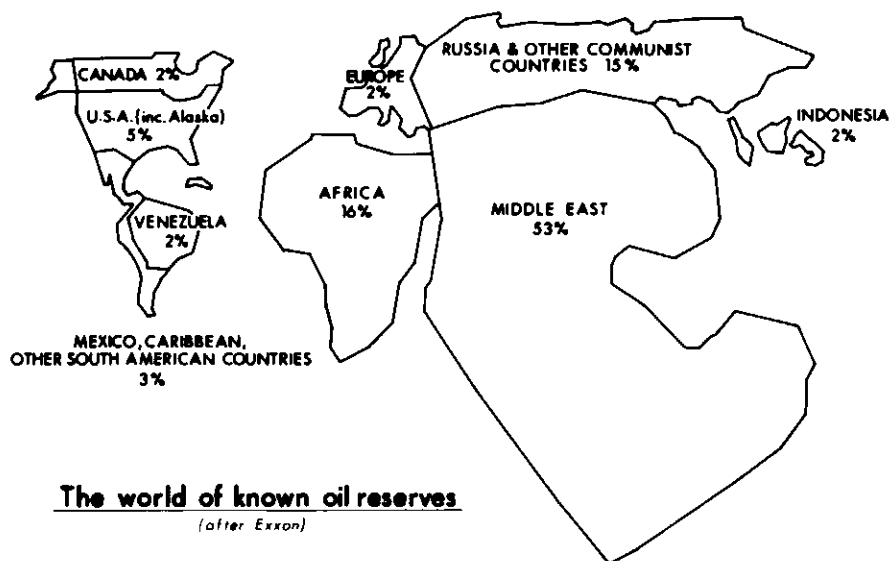 CANADA 2%
U.S.A. (inc. Alaska)
5%
VENEZUELA
2%
MEXICO, CARIBBEAN,
OTHER SOUTH AMERICAN COUNTRIES
3%
EUROPE
2%
RUSSIA & OTHER COMMUNIST
COUNTRIES 15%
INDONESIA
2%
AFRICA
16%
MIDDLE EAST
53%
The world of known oil reserves
(after Exxon)